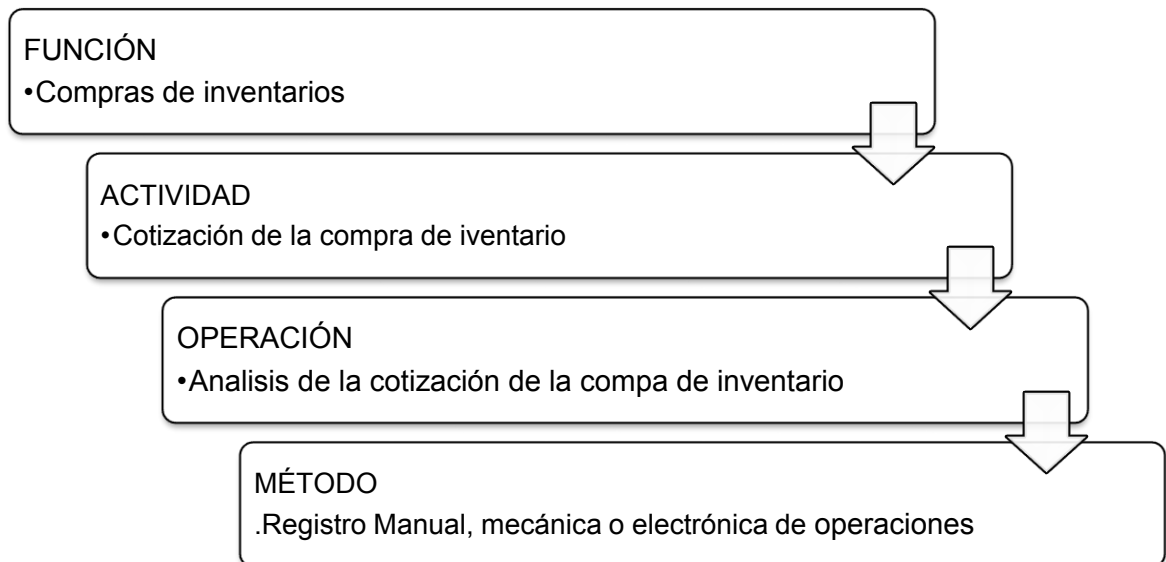 FUNCIÓN
•Compras de inventarios
ACTIVIDAD
•Cotización de la compra de iventario
OPERACIÓN
•Analisis de la cotización de la compa de inventario
MÉTODO
.Registro Manual, mecánica o electrónica de operaciones